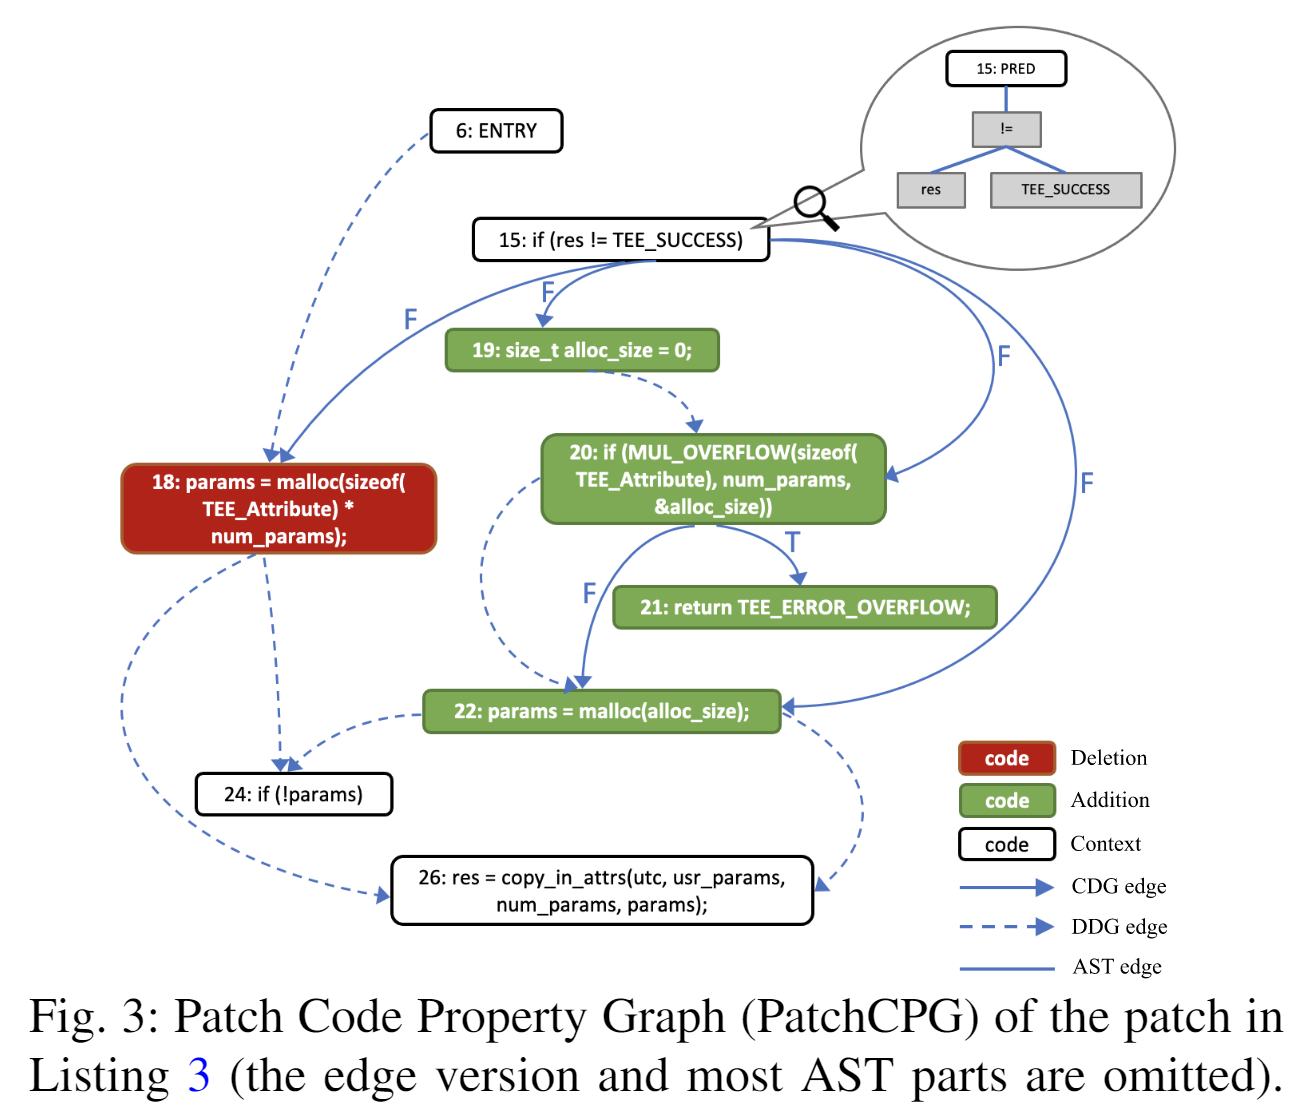 15: PRED
!=
res
TEE_SUCCESS
6: ENTRY
15: if (res != TEE_SUCCESS)
F
F
F
F
19: size_t alloc_size = 0;
18: params = malloc(sizeof(
TEE_Attribute) *
num_params);
20: if (MUL_OVERFLOW(sizeof(
TEE_Attribute), num_params,
&alloc_size))
T
F
21: return TEE_ERROR_OVERFLOW;
22: params = malloc(alloc_size);
24: if (!params)
26: res = copy_in_attrs(utc, usr_params,
num_params, params);
code Deletion
code Addition
code Context
CDG edge
DDG edge
AST edge
Fig. 3: Patch Code Property Graph (PatchCPG) of the patch in
Listing 3 (the edge version and most AST parts are omitted).